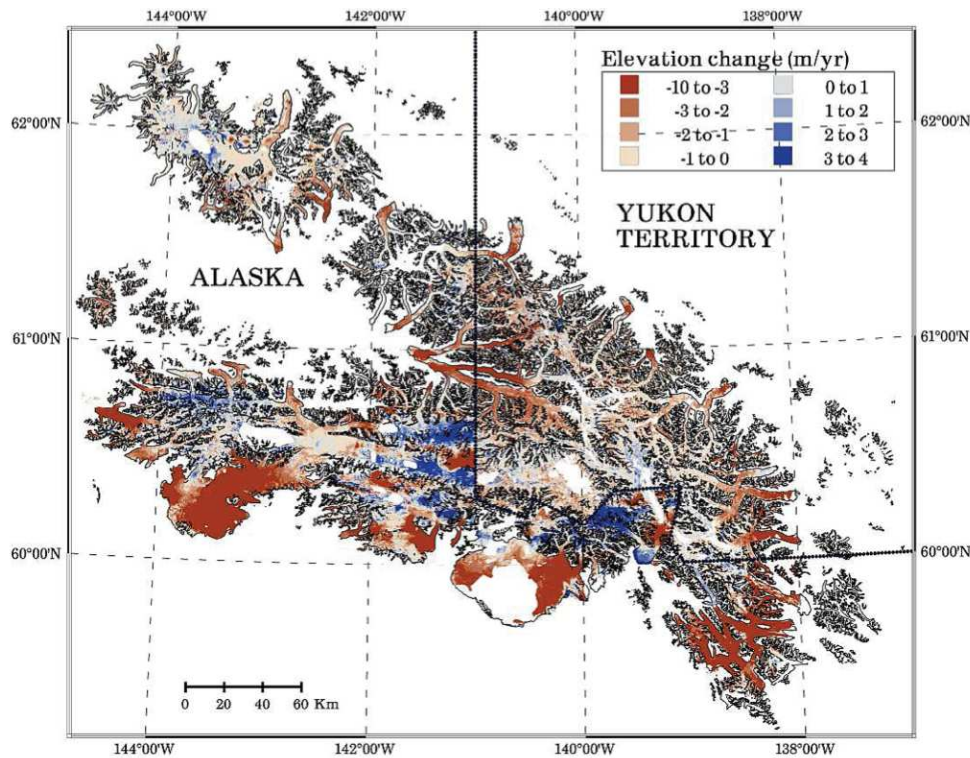 144°00'W 142°00'W 140°00'W 138°00'W
Elevation change (m/yr)
-10 to -3 0 to 1
-3 to -2 1 to 2
-2 to -1 2 to 3
-1 to 0 3 to 4
62°00'N 62°00'N
YUKON
TERRITORY
ALASKA
61°00'N 61°00'N
60°00'N 60°00'N
0 20 40 60 Km
144°00'W 142°00'W 140°00'W 138°00'W